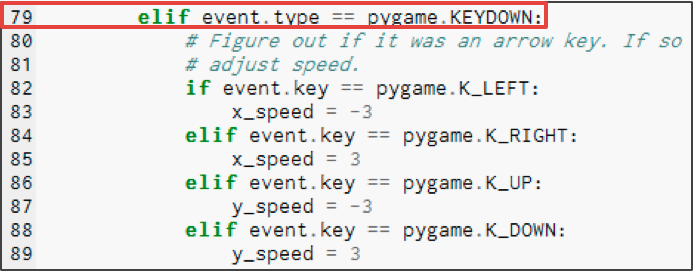 79 elif event.type == pygame.KEYDOWN:
80 # Figure out if it was an arrow key. If so
81 # adjust speed.
82 if event.key == pygame.K_LEFT:
83 x_speed = -3
84 elif event.key == pygame.K_RIGHT:
85 x_speed = 3
86 elif event.key == pygame.K_UP:
87 y_speed = -3
88 elif event.key == pygame.K_DOWN:
89 y_speed = 3